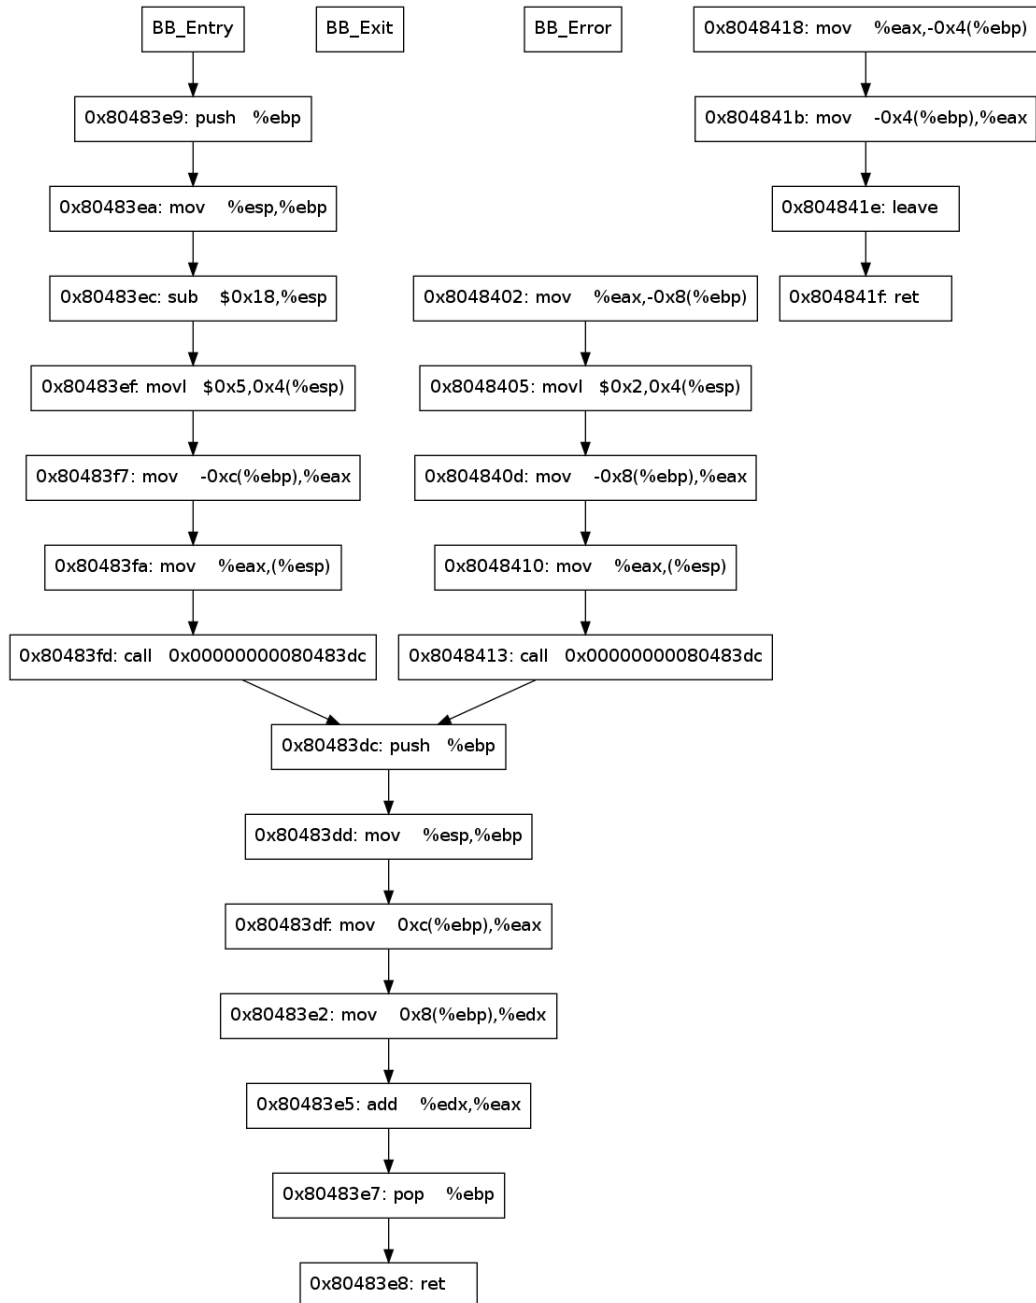 BB_Entry
BB_Exit
BB_Error
0x8048418: mov    %eax,-0x4(%ebp)
0x80483e9: push   %ebp
0x804841b: mov    -0x4(%ebp),%eax
0x80483ea: mov    %esp,%ebp
0x804841e: leave
0x80483ec: sub    $0x18,%esp
0x8048402: mov    %eax,-0x8(%ebp)
0x804841f: ret
0x80483ef: movl   $0x5,0x4(%esp)
0x8048405: movl   $0x2,0x4(%esp)
0x80483f7: mov    -0xc(%ebp),%eax
0x804840d: mov    -0x8(%ebp),%eax
0x80483fa: mov    %eax,(%esp)
0x8048410: mov    %eax,(%esp)
0x80483fd: call   0x00000000080483dc
0x8048413: call   0x00000000080483dc
0x80483dc: push   %ebp
0x80483dd: mov    %esp,%ebp
0x80483df: mov    0xc(%ebp),%eax
0x80483e2: mov    0x8(%ebp),%edx
0x80483e5: add    %edx,%eax
0x80483e7: pop    %ebp
0x80483e8: ret